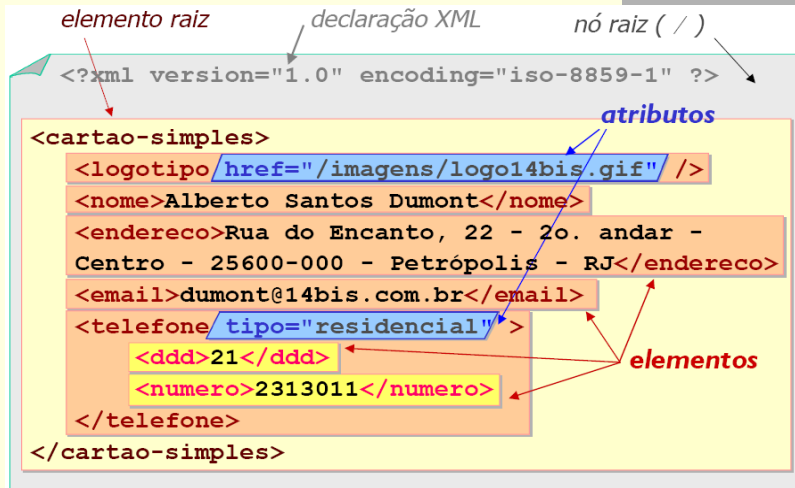 elemento raiz
declaração XML
nó raiz ( / )
<?xml version="1.0" encoding="iso-8859-1" ?>
<cartao-simples>
atributos
<logotipo href="/imagens/logo14bis.gif" />
<nome>Alberto Santos Dumont</nome>
<endereco>Rua do Encanto, 22 - 2o. andar -
Centro - 25600-000 - Petrópolis - RJ</endereco>
<email>dumont@14bis.com.br</email>
<telefone tipo="residencial" >
<ddd>21</ddd>
elementos
<numero>2313011</numero>
</telefone>
</cartao-simples>